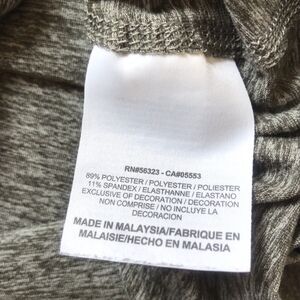 RN#56323 - CA#05553
89% POLYESTER / POLYESTER / POLIESTER
11% SPANDEX / ELASTHANNE / ELASTANO
EXCLUSIVE OF DECORATION / DECORATION
NON COMPRISE / NO INCLUYE LA
DECORACION
MADE IN MALAYSIA/FABRIQUE EN
MALAISIE/HECHO EN MALASIA